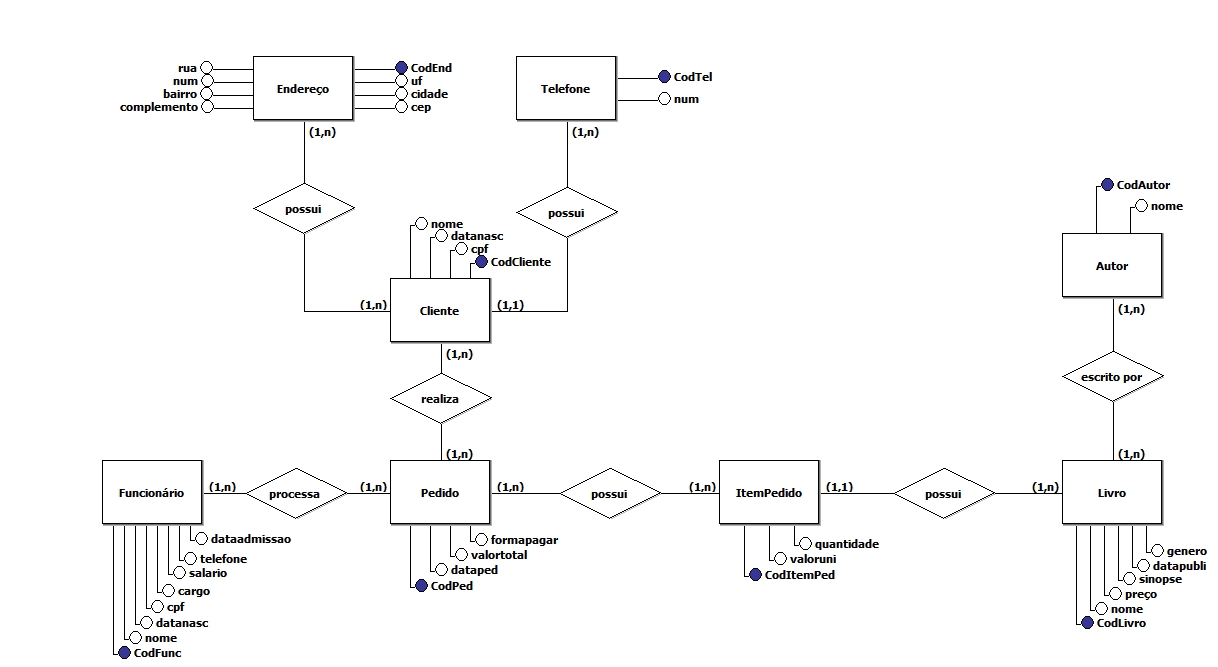 rua
num
bairro
complemento
Endereço
CodEnd
uf
cidade
cep
Telefone
CodTel
num
(1,n)
(1,n)
possui
possui
CodAutor
nome
Autor
(1,n)
nome
datanasc
cpf
CodCliente
(1,n)
Cliente
(1,1)
(1,n)
realiza
(1,n)
escrito por
(1,n)
Funcionário
(1,n)
processa
(1,n)
Pedido
(1,n)
possui
(1,n)
ItemPedido
(1,1)
possui
(1,n)
Livro
dataadmissao
telefone
salario
cargo
cpf
datanasc
nome
CodFunc
formapagar
valortotal
dataped
CodPed
quantidade
valoruni
CodItemPed
genero
datapubli
sinopse
preço
nome
CodLivro